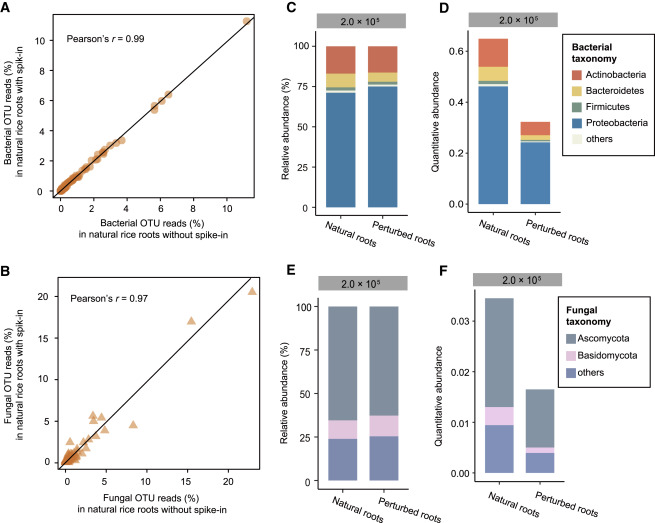 A
Pearson's r = 0.99
Bacterial OTU reads (%)
in natural rice roots with spik-in
10
8
6
4
2
0
0
2
4
6
8
10
Bacterial OTU reads (%)
in natural rice roots without spike-in
C
2.0 × 10⁵
Relative abundance (%)
100
75
50
25
0
Natural roots
Perturbed roots
D
2.0 × 10⁵
Quantitative abundance
0.6
0.4
0.2
0.0
Natural roots
Perturbed roots
Bacterial
taxonomy
Actinobacteria
Bacteroidetes
Firmicutes
Proteobacteria
others
B
Pearson's r = 0.97
Fungal OTU reads (%)
in natural rice roots with spik-in
20
15
10
5
0
0
5
10
15
20
Fungal OTU reads (%)
in natural rice roots without spike-in
E
2.0 × 10⁵
Relative abundance (%)
100
75
50
25
0
Natural roots
Perturbed roots
F
2.0 × 10⁵
Quantitative abundance
0.03
0.02
0.01
0.00
Natural roots
Perturbed roots
Fungal
taxonomy
Ascomycota
Basidomycota
others